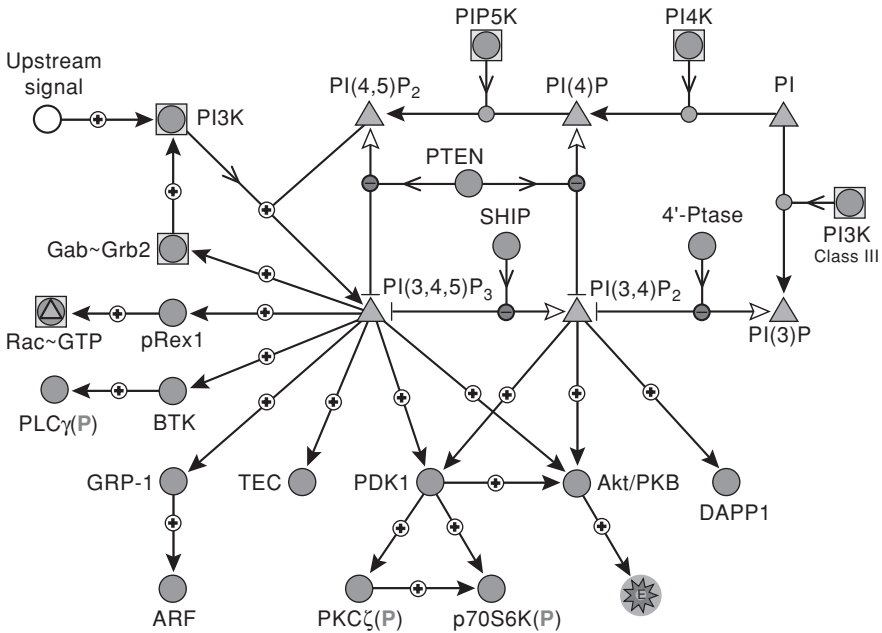 PIP5K
PI4K
Upstream
signal
PI(4,5)P₂
PI(4)P
PI
PI3K
PTEN
SHIP
4'-Ptase
Gab~Grb2
PI3K
Class III
PI(3,4,5)P₃
PI(3,4)P₂
Rac~GTP
pRex1
PI(3)P
PLCγ(P)
BTK
GRP-1
TEC
PDK1
Akt/PKB
DAPP1
E
ARF
PKCζ(P)
p70S6K(P)